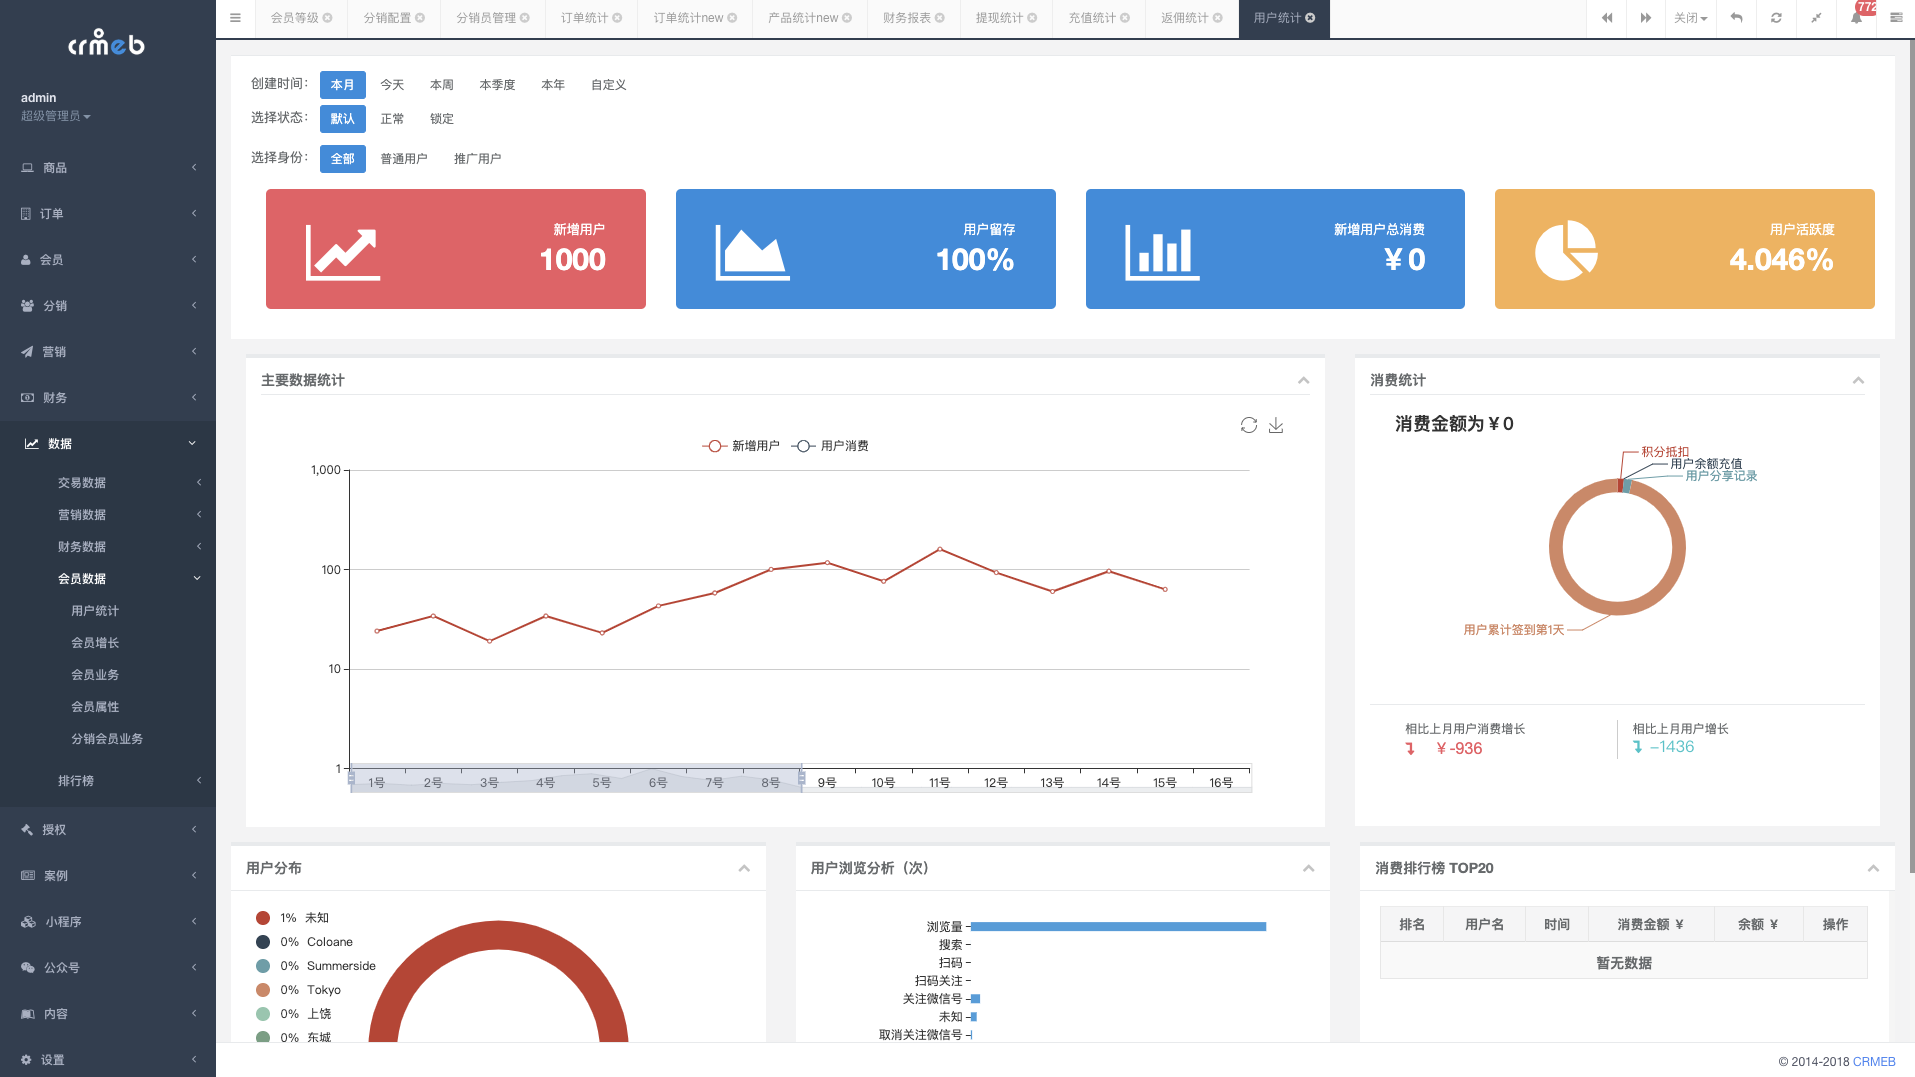 crmeb
admin
超级管理员
商品
订单
会员
分销
营销
财务
数据
交易数据
营销数据
财务数据
会员数据
用户统计
会员增长
会员业务
会员属性
分销会员业务
排行榜
授权
案例
小程序
公众号
内容
设置
会员等级 分销配置 分销员管理 订单统计 订单统计new 产品统计new 财务报表 提现统计 充值统计 返佣统计 用户统计 关闭 772
创建时间： 本月 今天 本周 本季度 本年 自定义
选择状态： 默认 正常 锁定
选择身份： 全部 普通用户 推广用户
新增用户
1000
用户留存
100%
新增用户总消费
¥ 0
用户活跃度
4.046%
主要数据统计
新增用户 用户消费
1,000
100
10
1
1号 2号 3号 4号 5号 6号 7号 8号 9号 10号 11号 12号 13号 14号 15号 16号
消费统计
消费金额为 ¥ 0
积分抵扣
用户余额充值
用户分享记录
用户累计签到第1天
相比上月用户消费增长
¥ -936
相比上月用户增长
-1436
用户分布
1% 未知
0% Coloane
0% Summerside
0% Tokyo
0% 上饶
0% 东城
用户浏览分析（次）
浏览量
搜索
扫码
扫码关注
关注微信号
未知
取消关注微信号
消费排行榜 TOP20
排名 用户名 时间 消费金额 ¥ 余额 ¥ 操作
暂无数据
© 2014-2018 CRMEB